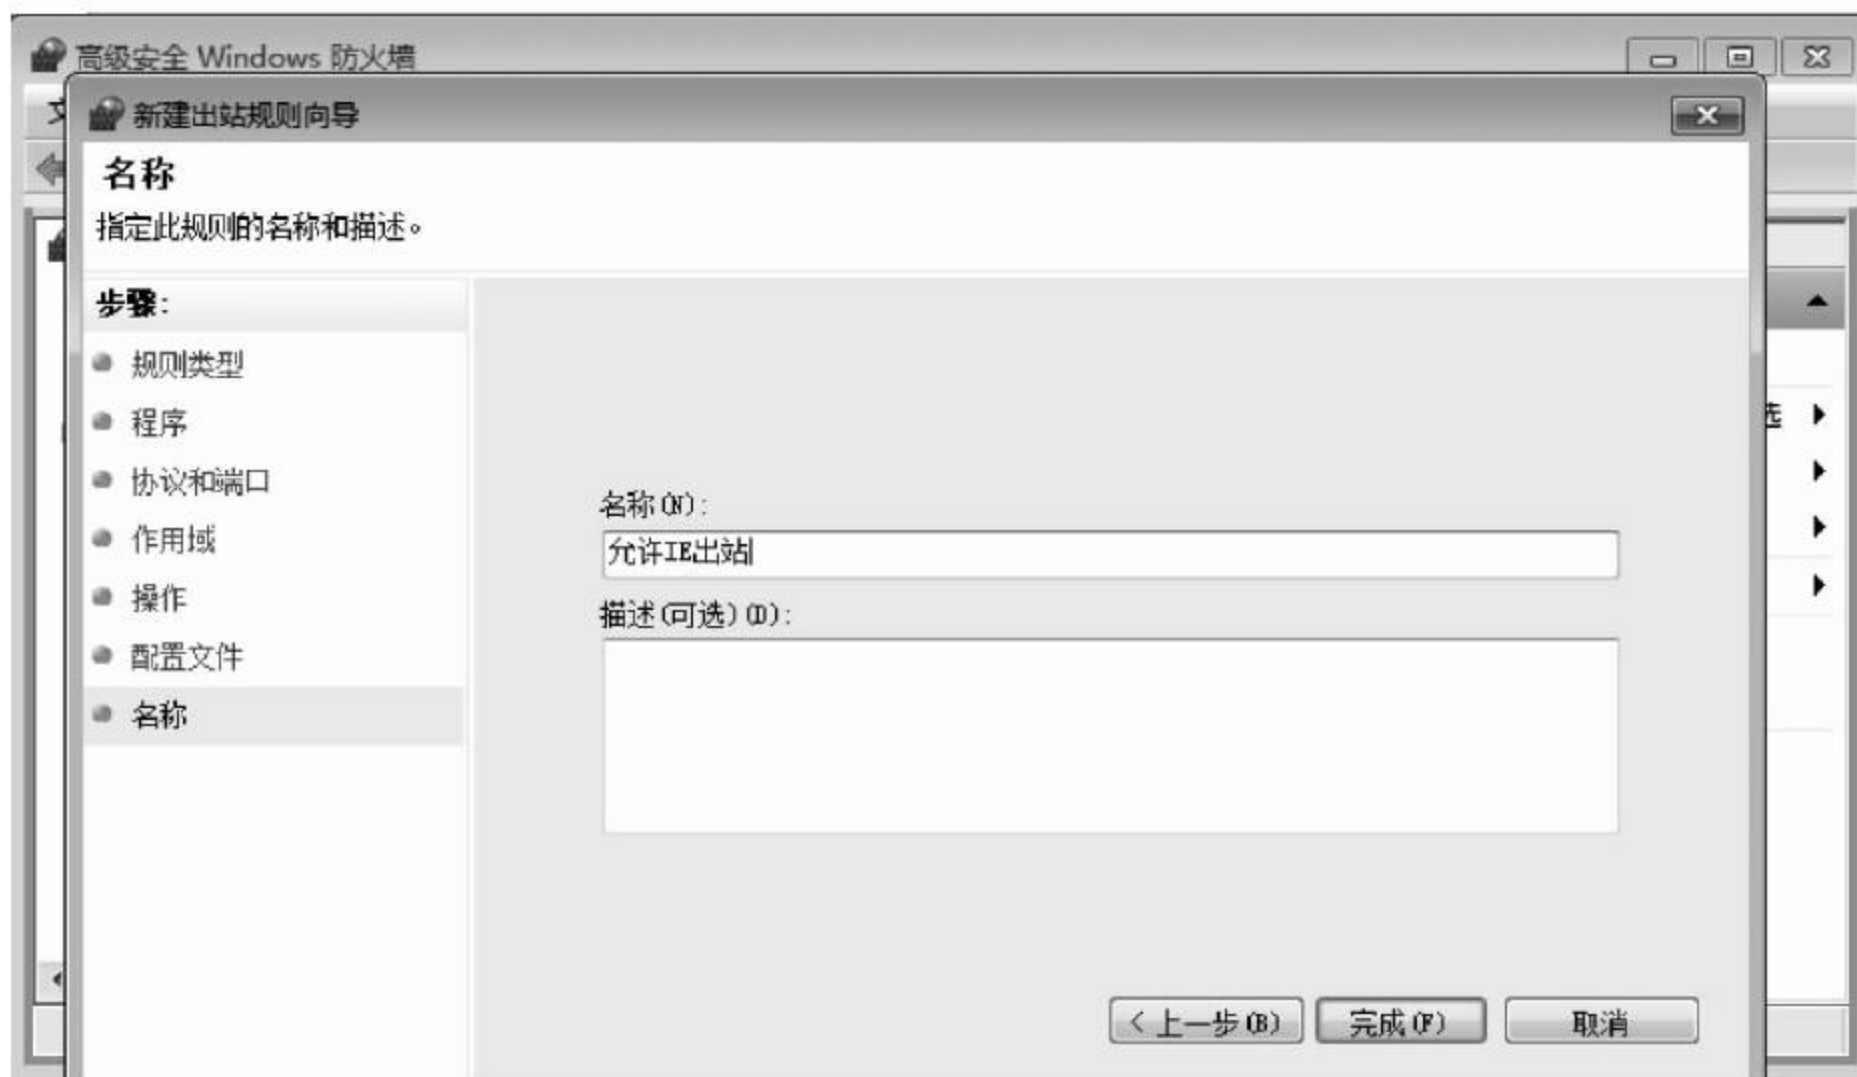 高级安全 Windows 防火墙
新建出站规则向导
名称
指定此规则的名称和描述。
步骤:
规则类型
程序
协议和端口
作用域
操作
配置文件
名称
名称(N):
允许IE出站
描述(可选)(D):
选
< 上一步(B)
完成(F)
取消